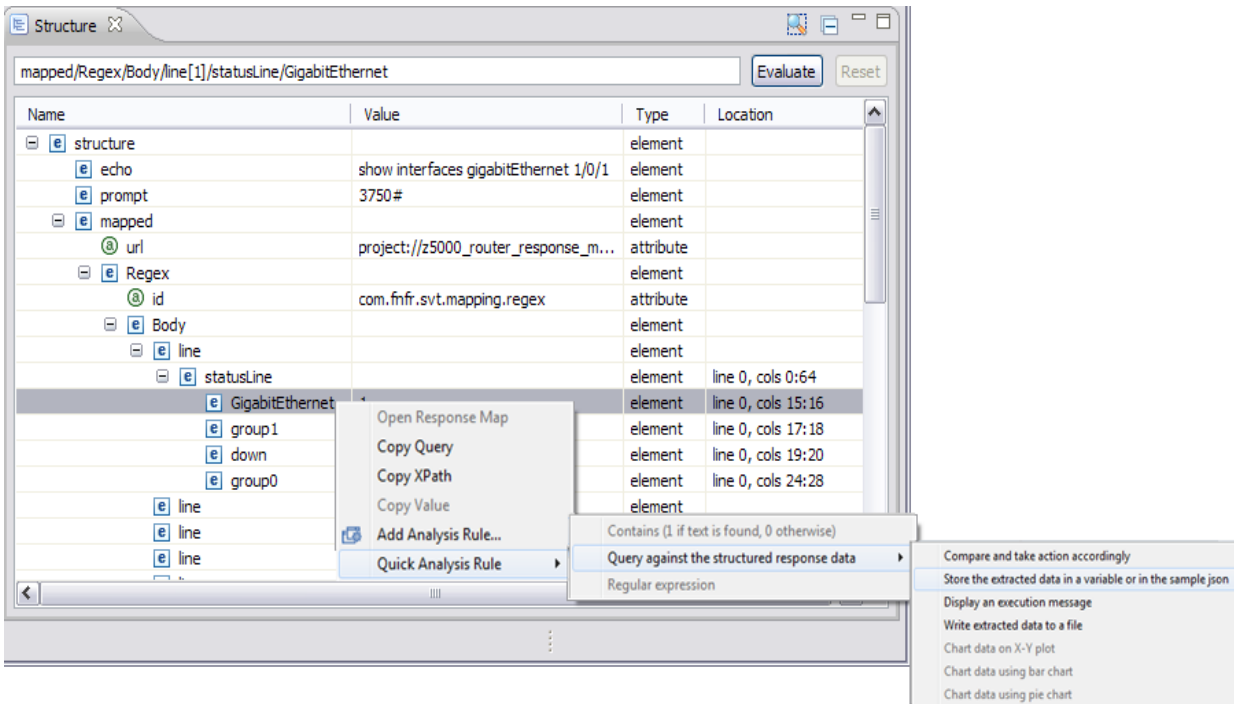 Structure
mapped/Regex/Body/line[1]/statusLine/GigabitEthernet
Evaluate
Reset
Name Value Type Location
e structure element
e echo show interfaces gigabitEthernet 1/0/1 element
e prompt 3750# element
e mapped element
a url project://z5000_router_response_m... attribute
e Regex element
a id com.fnfr.svt.mapping.regex attribute
e Body element
e line element
e statusLine element line 0, cols 0:64
e GigabitEthernet element line 0, cols 15:16
e group1 element line 0, cols 17:18
e down element line 0, cols 19:20
e group0 element line 0, cols 24:28
e line element
e line
e line
Open Response Map
Copy Query
Copy XPath
Copy Value
Add Analysis Rule...
Quick Analysis Rule
Contains (1 if text is found, 0 otherwise)
Query against the structured response data
Regular expression
Compare and take action accordingly
Store the extracted data in a variable or in the sample json
Display an execution message
Write extracted data to a file
Chart data on X-Y plot
Chart data using bar chart
Chart data using pie chart